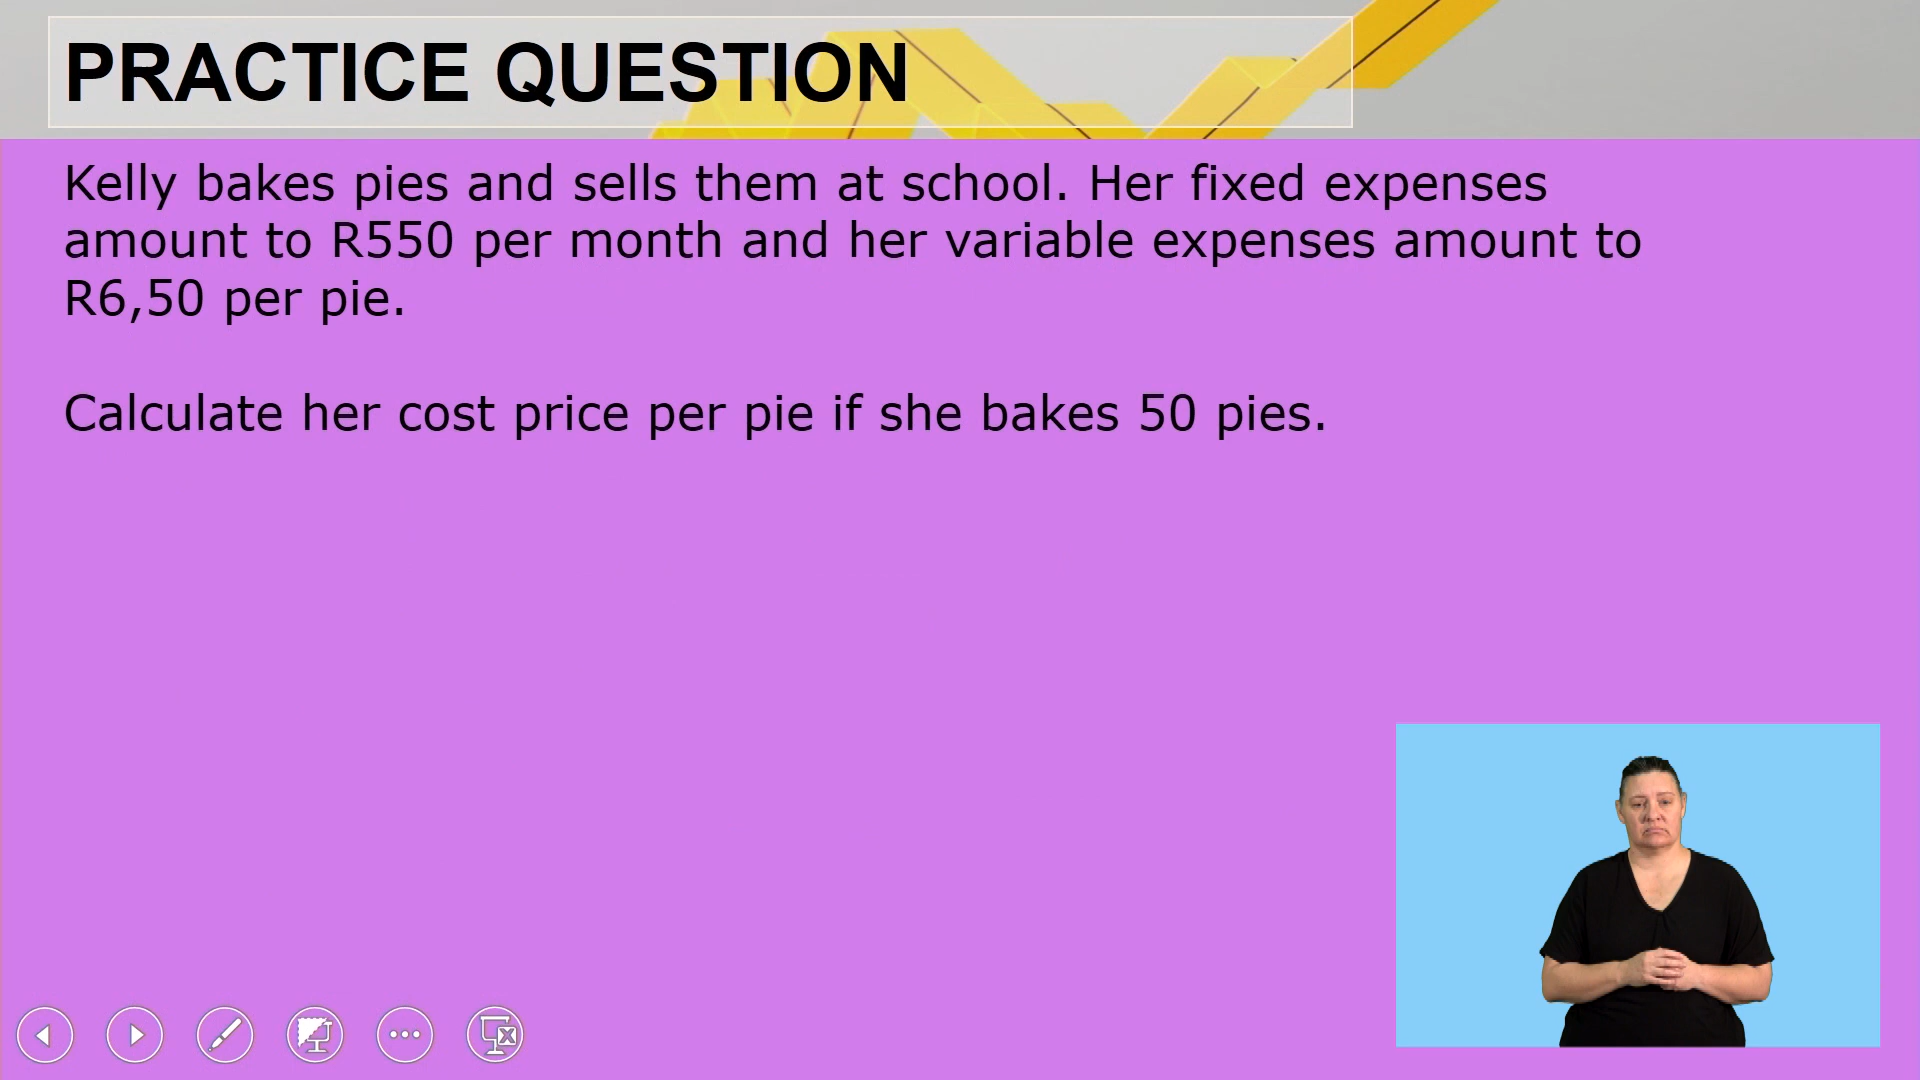 PRACTICE QUESTION
Kelly bakes pies and sells them at school. Her fixed expenses
amount to R550 per month and her variable expenses amount to
R6,50 per pie.
Calculate her cost price per pie if she bakes 50 pies.